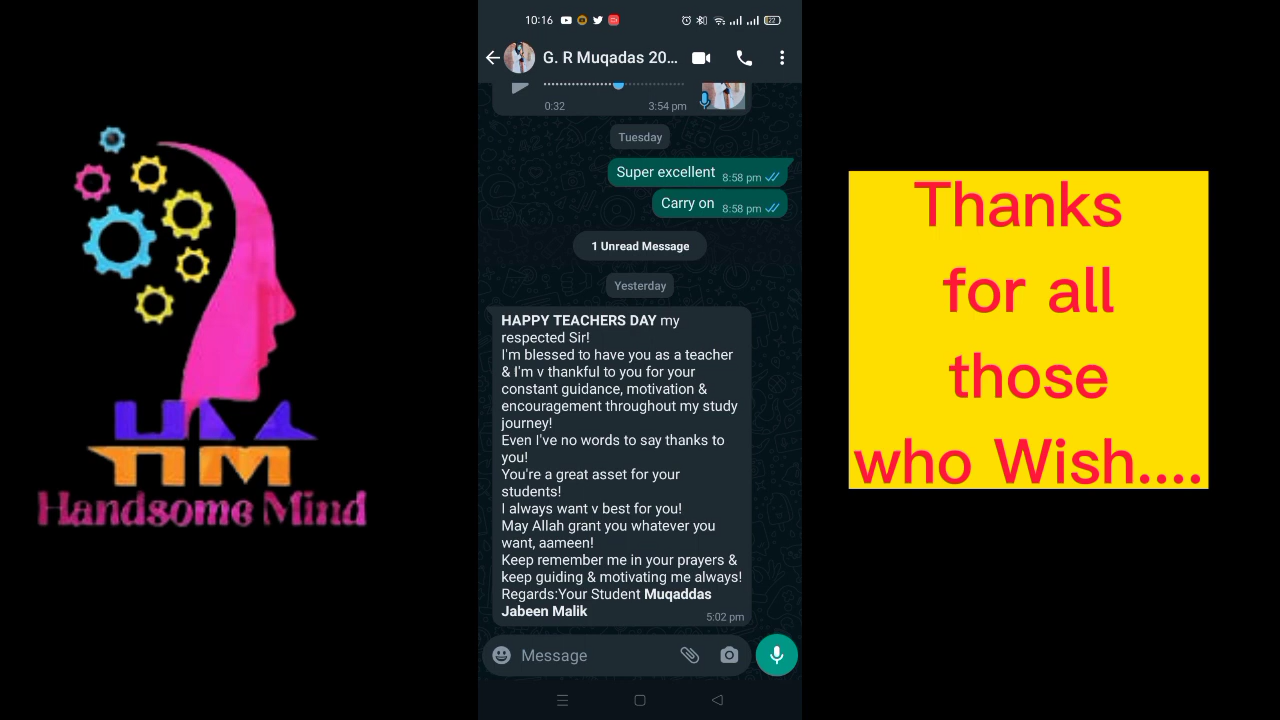 HM
HM
Handsome Mind
10:16
22
G. R Muqadas 20...
0:32 3:54 pm
Tuesday
Super excellent 8:58 pm
Carry on 8:58 pm
1 Unread Message
Yesterday
HAPPY TEACHERS DAY my
respected Sir!
I'm blessed to have you as a teacher
& I'm v thankful to you for your
constant guidance, motivation &
encouragement throughout my study
journey!
Even I've no words to say thanks to
you!
You're a great asset for your
students!
I always want v best for you!
May Allah grant you whatever you
want, aameen!
Keep remember me in your prayers &
keep guiding & motivating me always!
Regards:Your Student Muqaddas
Jabeen Malik
5:02 pm
Message
Thanks
for all
those
who Wish....